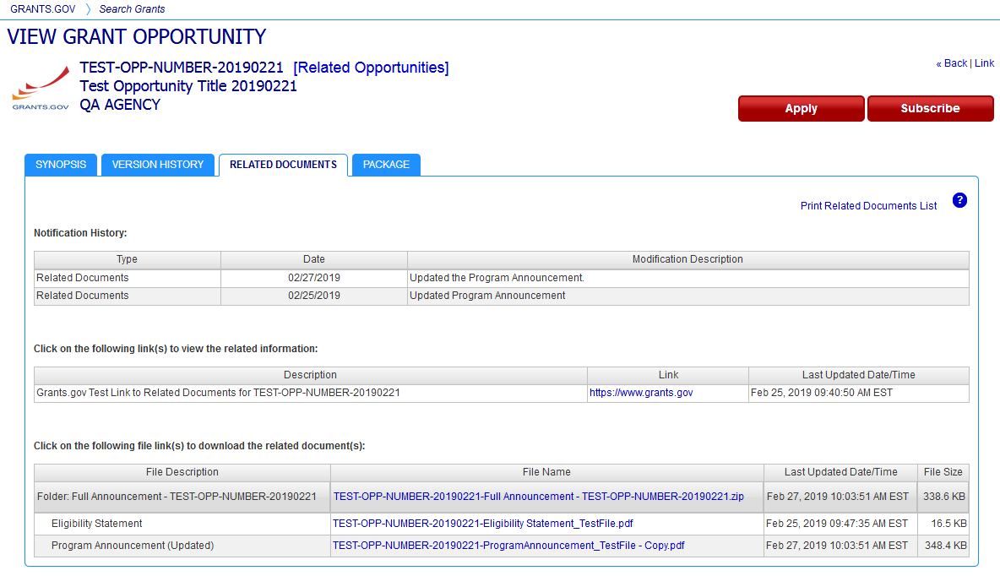 GRANTS.GOV 〉 Search Grants
VIEW GRANT OPPORTUNITY
TEST-OPP-NUMBER-20190221 [Related Opportunities]
Test Opportunity Title 20190221
QA AGENCY
GRANTS.GOV
« Back | Link
Apply Subscribe
SYNOPSIS VERSION HISTORY RELATED DOCUMENTS PACKAGE
Print Related Documents List ?
Notification History:
Type Date Modification Description
Related Documents 02/27/2019 Updated the Program Announcement.
Related Documents 02/25/2019 Updated Program Announcement
Click on the following link(s) to view the related information:
Description Link Last Updated Date/Time
Grants.gov Test Link to Related Documents for TEST-OPP-NUMBER-20190221 https://www.grants.gov Feb 25, 2019 09:40:50 AM EST
Click on the following file link(s) to download the related document(s):
File Description File Name Last Updated Date/Time File Size
Folder: Full Announcement - TEST-OPP-NUMBER-20190221 TEST-OPP-NUMBER-20190221-Full Announcement - TEST-OPP-NUMBER-20190221.zip Feb 27, 2019 10:03:51 AM EST 338.6 KB
Eligibility Statement TEST-OPP-NUMBER-20190221-Eligibility Statement_TestFile.pdf Feb 25, 2019 09:47:35 AM EST 16.5 KB
Program Announcement (Updated) TEST-OPP-NUMBER-20190221-ProgramAnnouncement_TestFile - Copy.pdf Feb 27, 2019 10:03:51 AM EST 348.4 KB